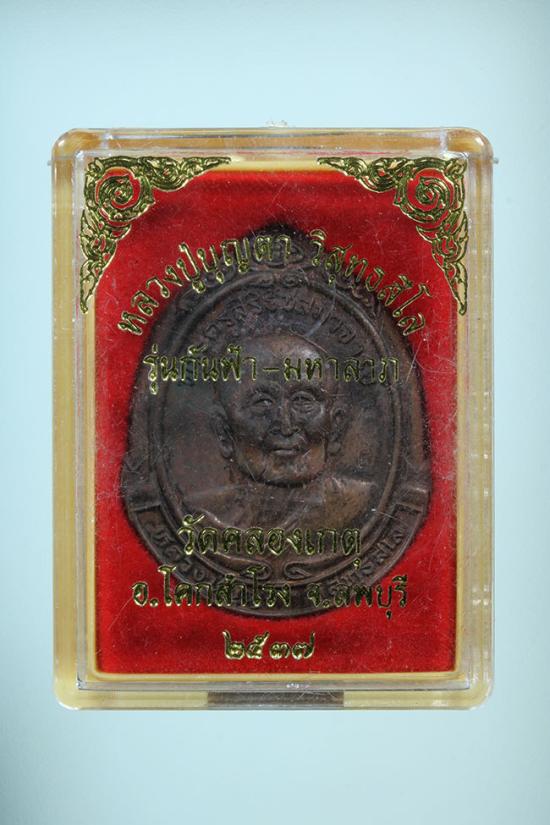 หลวงปู่บุญตา วิสุทธสีโล
รุ่นกันฟ้า-มหาลาภ
วัดคลองเกตุ
อ.โคกสำโรง จ.ลพบุรี
๒๕๓๗